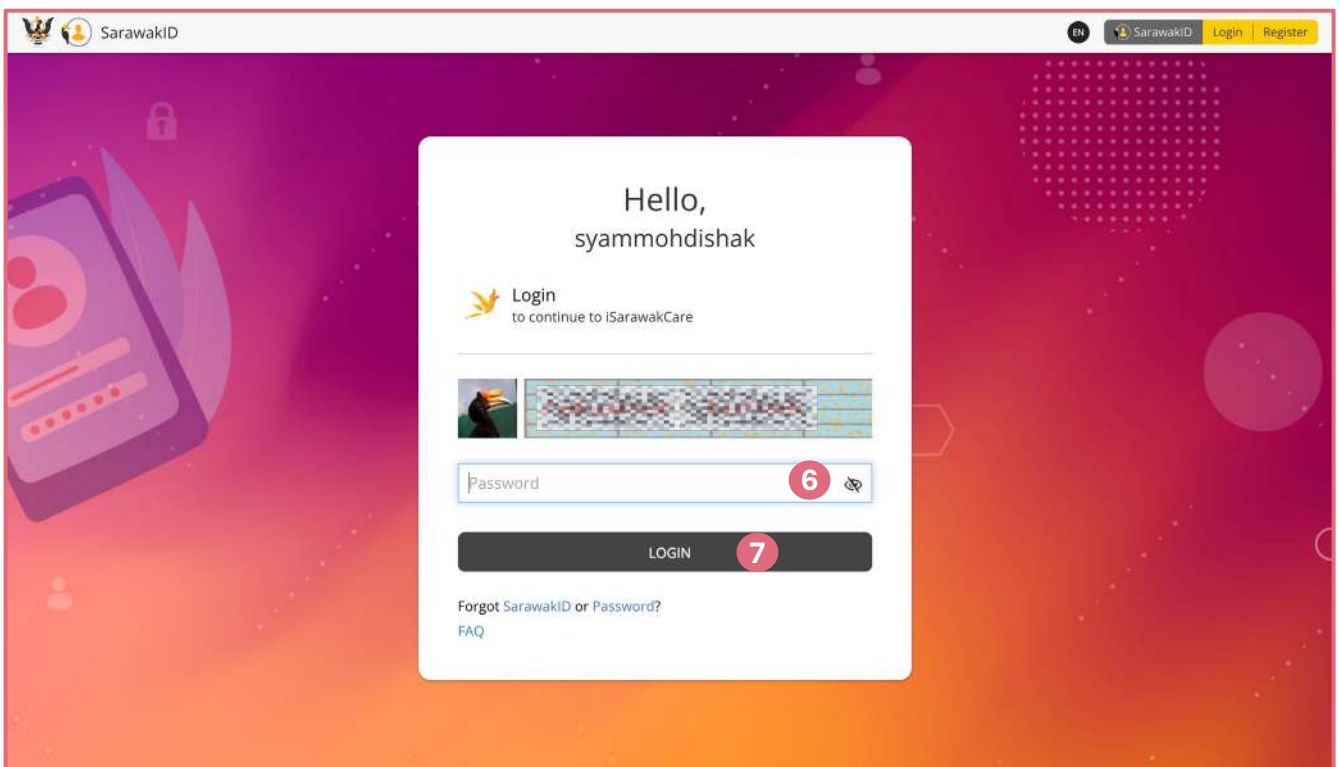 SarawakID
EN
SarawakID Login Register
Hello,
syammohdishak
Login
to continue to iSarawakCare
Password
6
LOGIN
7
Forgot SarawakID or Password?
FAQ